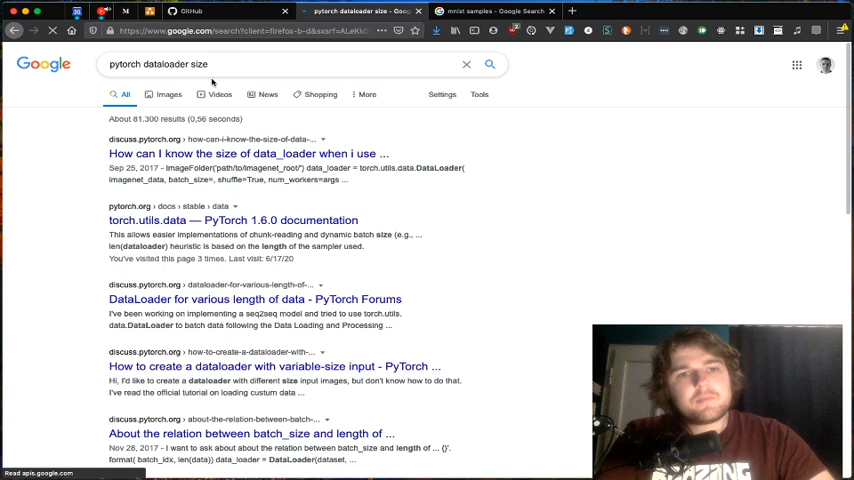 GitHub
pytorch dataloader size - Goo
mnist samples - Google Search
https://www.google.com/search?client=firefox-b-d&sxsrf=ALeKk0
Google
pytorch dataloader size
All
Images
Videos
News
Shopping
More
Settings
Tools
About 81.300 results (0,56 seconds)
discuss.pytorch.org › how-can-i-know-the-size-of-data-...
How can I know the size of data_loader when i use ...
Sep 25, 2017 - ImageFolder('path/to/imagenet_root/') data_loader = torch.utils.data.DataLoader(
imagenet_data, batch_size=, shuffle=True, num_workers=args ...
pytorch.org › docs › stable › data
torch.utils.data — PyTorch 1.6.0 documentation
This allows easier implementations of chunk-reading and dynamic batch size (e.g., ...
len(dataloader) heuristic is based on the length of the sampler used.
You've visited this page 3 times. Last visit: 6/17/20
discuss.pytorch.org › dataloader-for-various-length-of-...
DataLoader for various length of data - PyTorch Forums
I've been working on implementing a seq2seq model and tried to use torch.utils.
data.DataLoader to batch data following the Data Loading and Processing ...
discuss.pytorch.org › how-to-create-a-dataloader-with-...
How to create a dataloader with variable-size input - PyTorch ...
Hi, I'd like to create a dataloader with different size input images, but don't know how to do that.
I've read the official tutorial on loading custum data ...
discuss.pytorch.org › about-the-relation-between-batch-...
About the relation between batch_size and length of ...
Nov 28, 2017 - I want to ask about about the relation between batch_size and length of ... {}'.
format( batch_idx, len(data)) data_loader = DataLoader(dataset, ...
Read apis.google.com
AMAZING